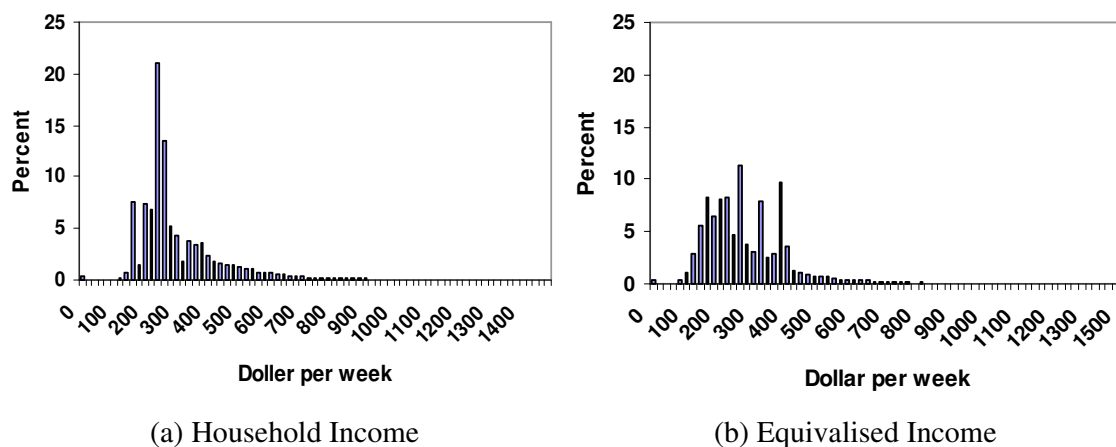 25
20
15
10
5
0
Percent
0 100 200 300 400 500 600 700 800 900 1000 1100 1200 1300 1400
Doller per week
(a) Household Income
25
20
15
10
5
0
Percent
0 100 200 300 400 500 600 700 800 900 1000 1100 1200 1300 1400 1500
Dollar per week
(b) Equivalised Income